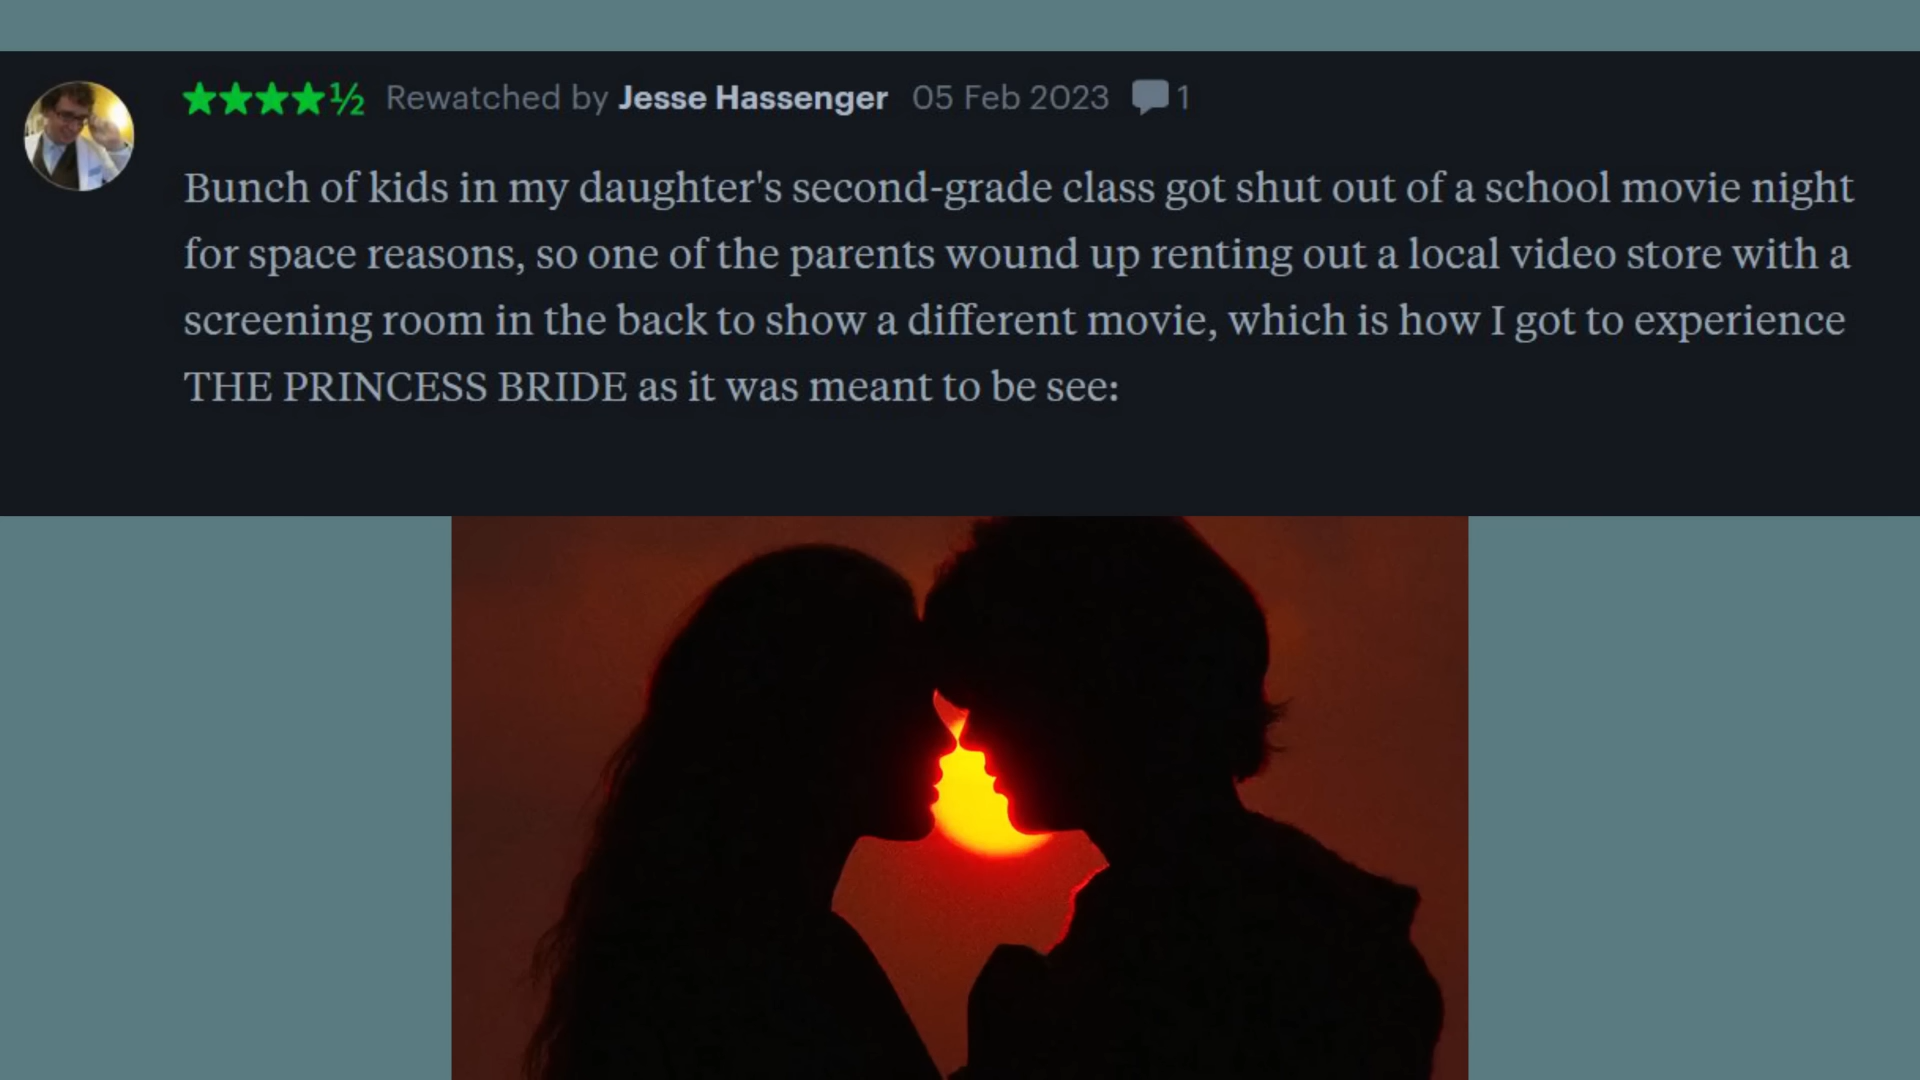 ★★★★½ Rewatched by Jesse Hassenger 05 Feb 2023 1
Bunch of kids in my daughter's second-grade class got shut out of a school movie night
for space reasons, so one of the parents wound up renting out a local video store with a
screening room in the back to show a different movie, which is how I got to experience
THE PRINCESS BRIDE as it was meant to be see: